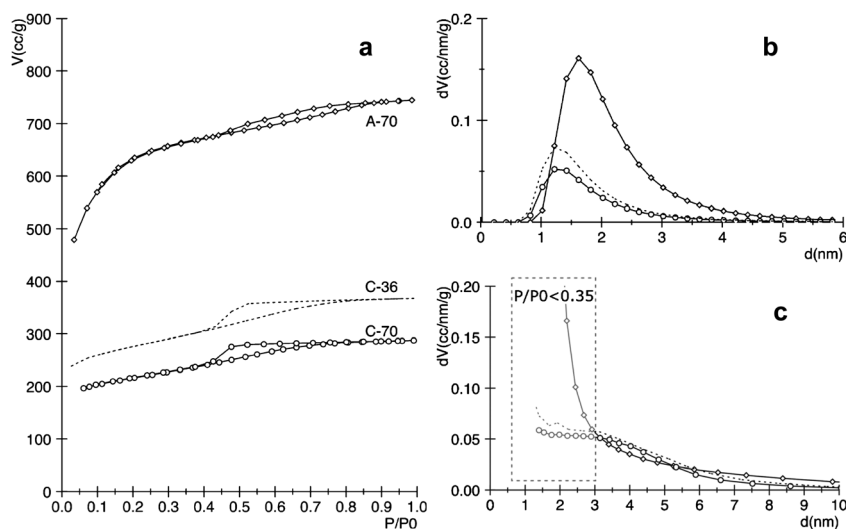 V(cc/g)
900
800
700
600
500
400
300
200
100
0
a
A-70
C-36
C-70
0.0 0.1 0.2 0.3 0.4 0.5 0.6 0.7 0.8 0.9 1.0
P/P0
dV(cc/nm/g)
0.2
0.1
0.0
b
0 1 2 3 4 5 6
d(nm)
dV(cc/nm/g)
0.20
0.15
0.10
0.05
0.00
P/P0<0.35
c
0 1 2 3 4 5 6 7 8 9 10
d(nm)